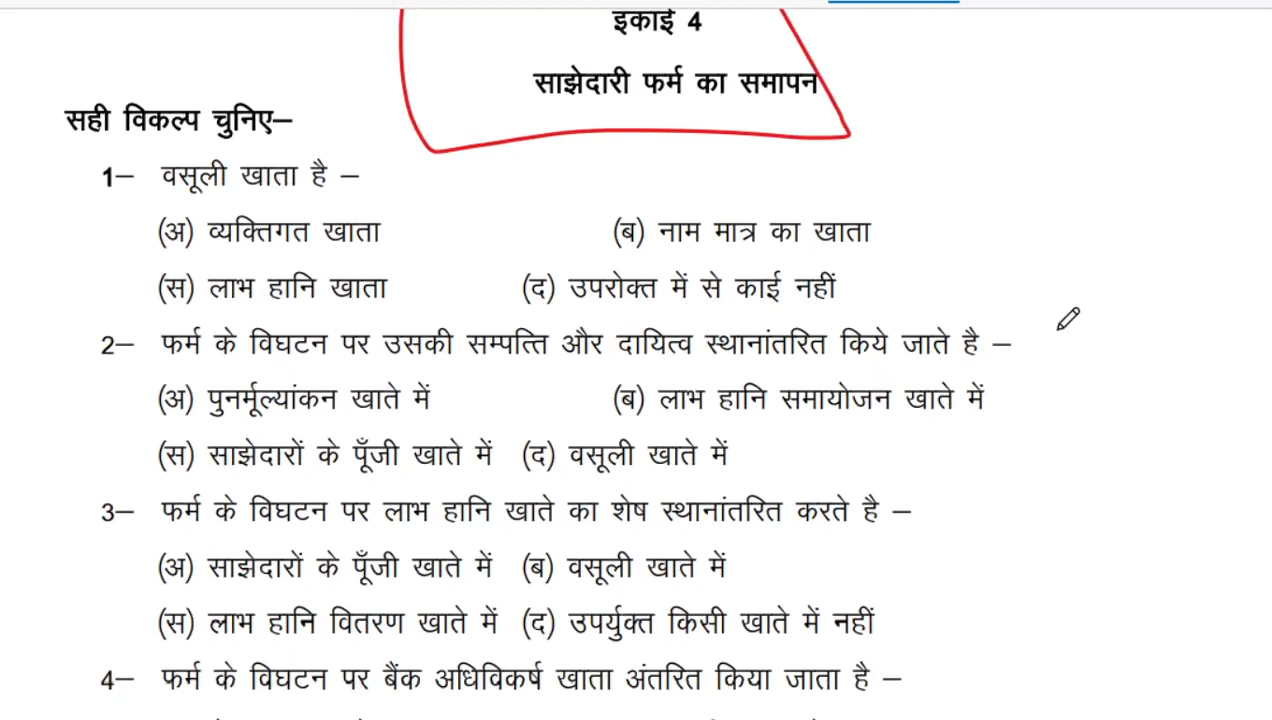 इकाई 4
साझेदारी फर्म का समापन
सही विकल्प चुनिए–
1– वसूली खाता है –
(अ) व्यक्तिगत खाता (ब) नाम मात्र का खाता
(स) लाभ हानि खाता (द) उपरोक्त में से काई नहीं
2– फर्म के विघटन पर उसकी सम्पत्ति और दायित्व स्थानांतरित किये जाते है –
(अ) पुनर्मूल्यांकन खाते में (ब) लाभ हानि समायोजन खाते में
(स) साझेदारों के पूँजी खाते में (द) वसूली खाते में
3– फर्म के विघटन पर लाभ हानि खाते का शेष स्थानांतरित करते है –
(अ) साझेदारों के पूँजी खाते में (ब) वसूली खाते में
(स) लाभ हानि वितरण खाते में (द) उपर्युक्त किसी खाते में नहीं
4– फर्म के विघटन पर बैंक अधिविकर्ष खाता अंतरित किया जाता है –